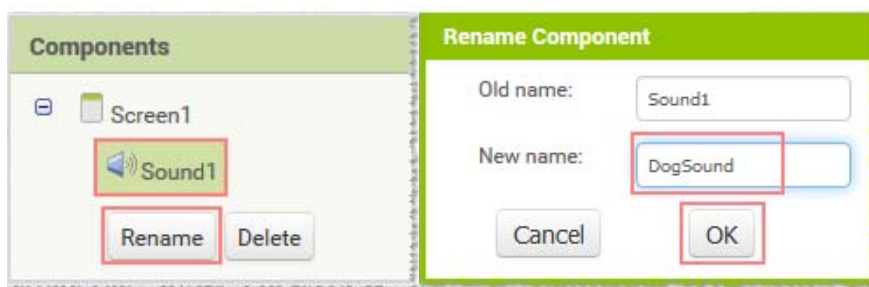 Components
Screen1
Sound1
Rename Delete
Rename Component
Old name: Sound1
New name: DogSound
Cancel OK